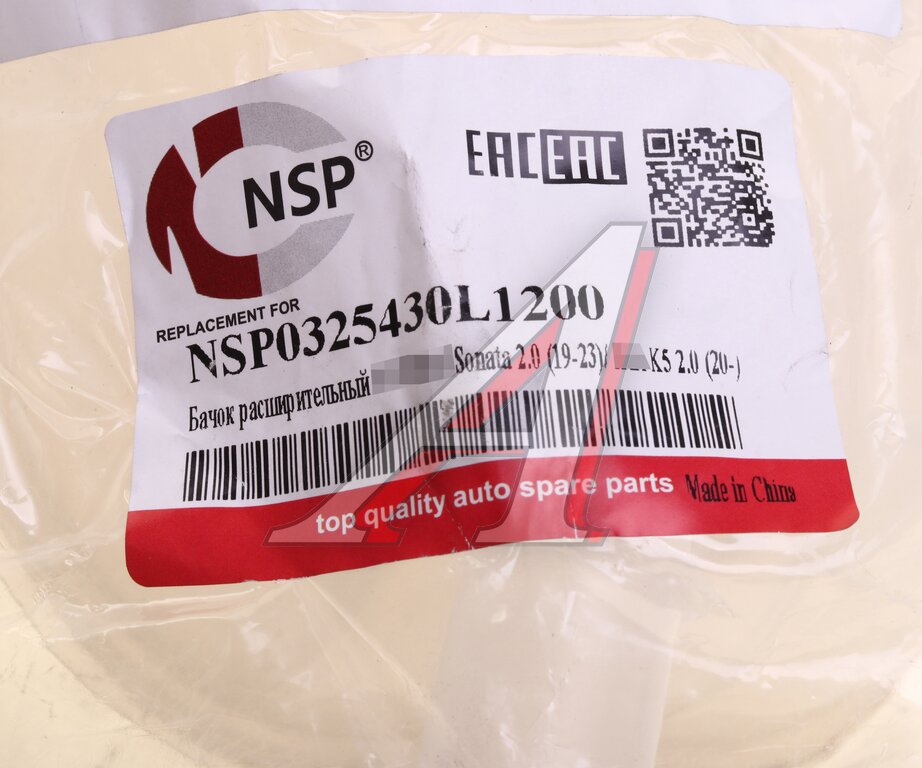 NSP®
EAC EAC
REPLACEMENT FOR
NSP0325430L1200
Бачок расширительный Sonata 2.0 (19-23)/ K5 2.0 (20-)
top quality auto spare parts Made in China